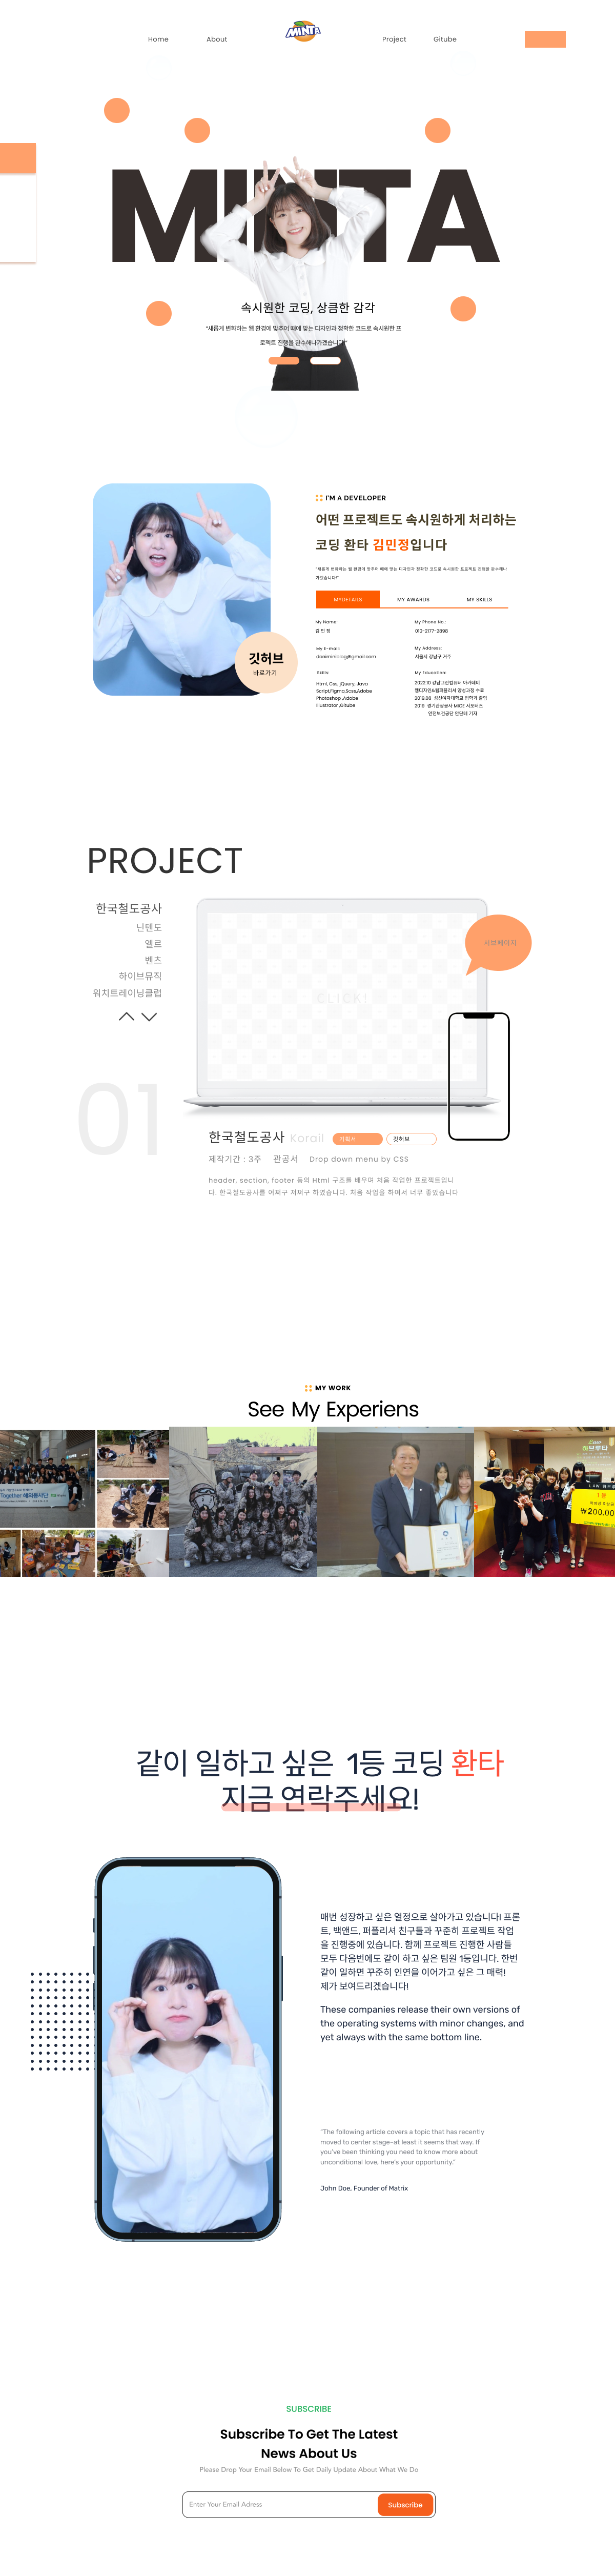 Home
About
MINTA
Project
Gitube
MINTA
속시원한 코딩, 상큼한 감각
"새롭게 변화하는 웹 환경에 맞추어 때에 맞는 디자인과 정확한 코드로 속시원한 프
로젝트 진행을 완수해나가겠습니다!"
I'M A DEVELOPER
어떤 프로젝트도 속시원하게 처리하는
코딩 환타 김민정입니다
"새롭게 변화하는 웹 환경에 맞추어 때에 맞는 디자인과 정확한 코드로 속시원한 프로젝트 진행을 완수해나
가겠습니다!"
깃허브
바로가기
MYDETAILS
MY AWARDS
MY SKILLS
My Name:
김 민 정
My Phone No.:
010-2177-2898
My E-mail:
daniminiblog@gmail.com
My Address:
서울시 강남구 거주
Skills:
Html, Css, jQuery, Java
Script,Figma,Scss,Adobe
Photoshop ,Adobe
Illustrator ,Gitube
My Education:
2022.10 강남그린컴퓨터 아카데미
웹디자인&웹퍼블리셔 양성과정 수료
2019.08 성신여자대학교 법학과 졸업
2019 경기관광공사 MICE 서포터즈
안전보건공단 안단테 기자
PROJECT
한국철도공사
닌텐도
엘르
벤츠
하이브뮤직
워치트레이닝클럽
CLICK!
서브페이지
01
한국철도공사 Korail
기획서
깃허브
제작기간 : 3주 관공서 Drop down menu by CSS
header, section, footer 등의 Html 구조를 배우며 처음 작업한 프로젝트입니
다. 한국철도공사를 어쩌구 저쩌구 하였습니다. 처음 작업을 하여서 너무 좋았습니다
MY WORK
See My Experiens
Together 해외봉사단
1등
₩200,00
같이 일하고 싶은 1등 코딩 환타
지금 연락주세요!
매번 성장하고 싶은 열정으로 살아가고 있습니다! 프론
트, 백앤드, 퍼플리셔 친구들과 꾸준히 프로젝트 작업
을 진행중에 있습니다. 함께 프로젝트 진행한 사람들
모두 다음번에도 같이 하고 싶은 팀원 1등입니다. 한번
같이 일하면 꾸준히 인연을 이어가고 싶은 그 매력!
제가 보여드리겠습니다!
These companies release their own versions of
the operating systems with minor changes, and
yet always with the same bottom line.
"The following article covers a topic that has recently
moved to center stage–at least it seems that way. If
you've been thinking you need to know more about
unconditional love, here's your opportunity."
John Doe, Founder of Matrix
SUBSCRIBE
Subscribe To Get The Latest
News About Us
Please Drop Your Email Below To Get Daily Update About What We Do
Enter Your Email Adress
Subscribe